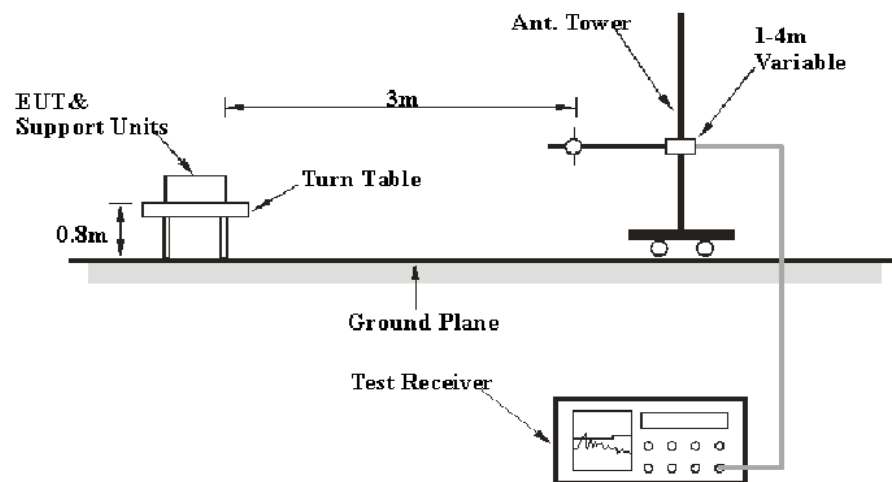 Ant. Tower
1-4m
Variable
EUT&
Support Units
3m
Turn Table
0.8m
Ground Plane
Test Receiver